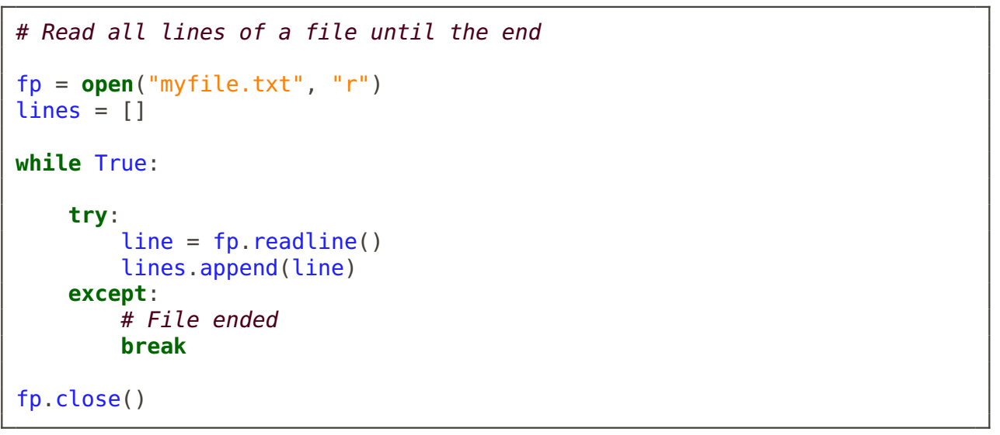 # Read all lines of a file until the end

fp = open("myfile.txt", "r")
lines = []

while True:

    try:
        line = fp.readline()
        lines.append(line)
    except:
        # File ended
        break

fp.close()